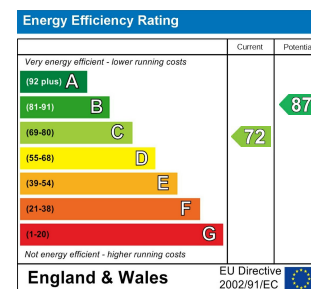 Energy Efficiency Rating
Current Potentia
Very energy efficient - lower running costs
(92 plus) A
(81-91) B
87
(69-80) C
72
(55-68) D
(39-54) E
(21-38) F
(1-20) G
Not energy efficient - higher running costs
England & Wales
EU Directive
2002/91/EC